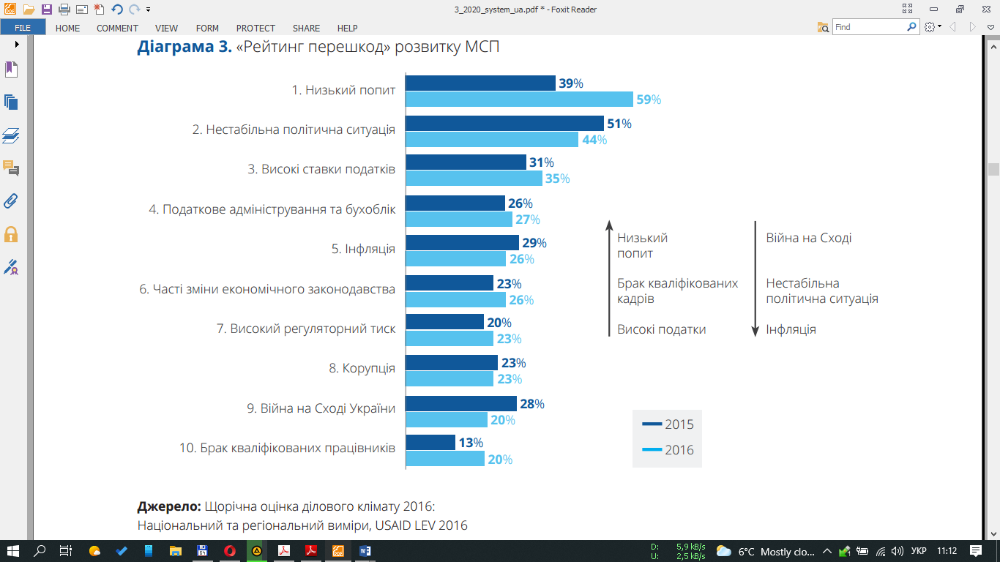 3_2020_system_ua.pdf * - Foxit Reader
FILE HOME COMMENT VIEW FORM PROTECT SHARE HELP
Find
Діаграма 3. «Рейтинг перешкод» розвитку МСП
1. Низький попит
39%
59%
2. Нестабільна політична ситуація
51%
44%
3. Високі ставки податків
31%
35%
4. Податкове адміністрування та бухоблік
26%
27%
5. Інфляція
29%
26%
6. Часті зміни економічного законодавства
23%
26%
7. Високий регуляторний тиск
20%
23%
8. Корупція
23%
23%
9. Війна на Сході України
28%
20%
10. Брак кваліфікованих працівників
13%
20%
Низький
попит
Брак кваліфікованих
кадрів
Високі податки
Війна на Сході
Нестабільна
політична ситуація
Інфляція
2015
2016
Джерело: Щорічна оцінка ділового клімату 2016:
Національний та регіональний виміри, USAID LEV 2016
D: 5,9 kB/s
U: 2,5 kB/s
6°C Mostly clo...
УКР
11:12